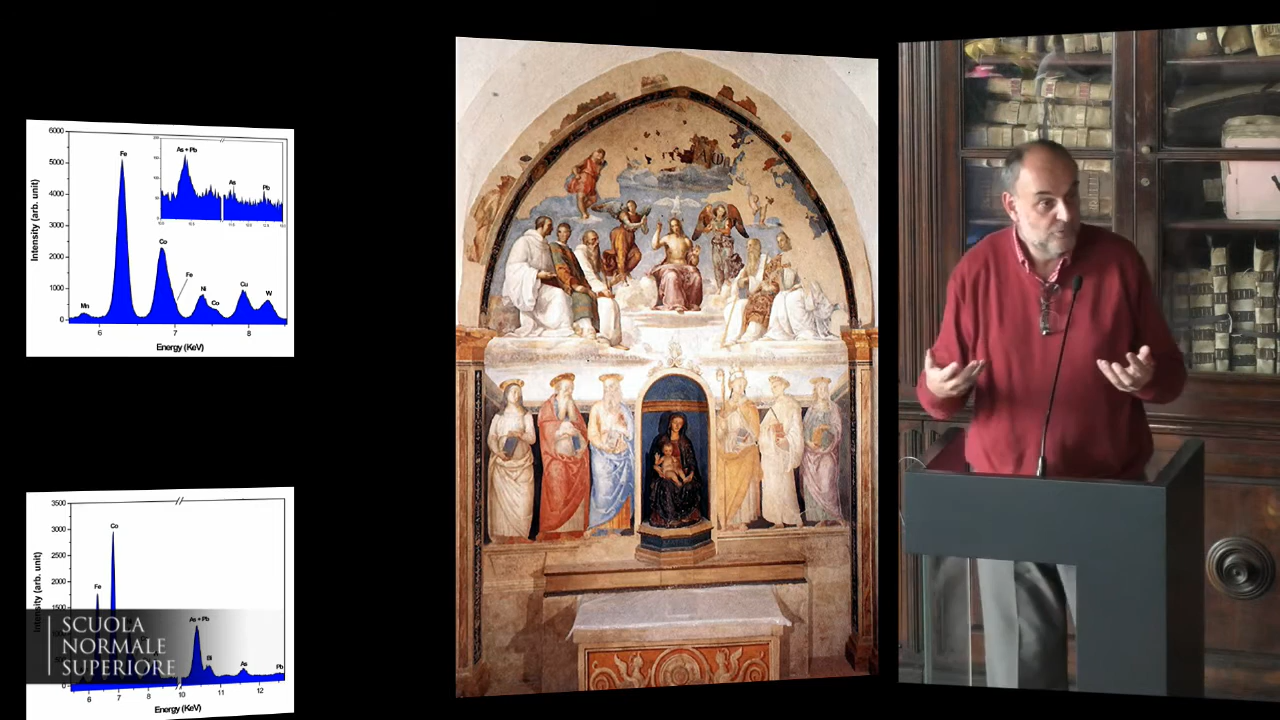 6000
5000
4000
3000
2000
1000
0
Intensity (arb. unit)
Fe
Co
Fe
Mn
Ni
Co
Cu
W
As + Pb
As
Pb
6 7 8
Energy (KeV)
3500
3000
2500
2000
Intensity (arb. unit)
Co
Fe
As + Pb
Bi
As
Pb
6 7 8 10 11 12
Energy (KeV)
SCUOLA
NORMALE
SUPERIORE